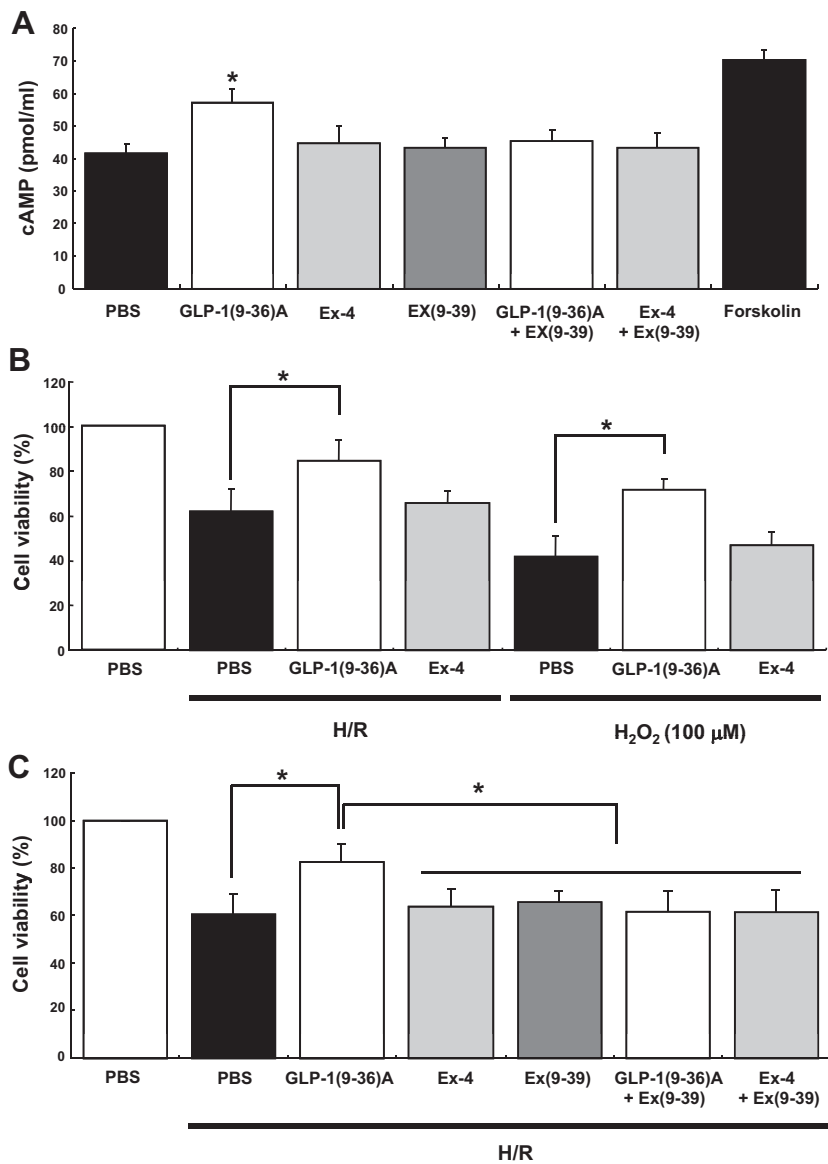 A
cAMP (pmol/ml)
80
70
60
50
40
30
20
10
0
*
PBS
GLP-1(9-36)A
Ex-4
EX(9-39)
GLP-1(9-36)A
+ EX(9-39)
Ex-4
+ Ex(9-39)
Forskolin
B
Cell viability (%)
120
100
80
60
40
20
0
*
*
PBS
PBS
GLP-1(9-36)A
Ex-4
PBS
GLP-1(9-36)A
Ex-4
H/R
H₂O₂ (100 μM)
C
Cell viability (%)
120
100
80
60
40
20
0
*
*
PBS
PBS
GLP-1(9-36)A
Ex-4
Ex(9-39)
GLP-1(9-36)A
+ Ex(9-39)
Ex-4
+ Ex(9-39)
H/R